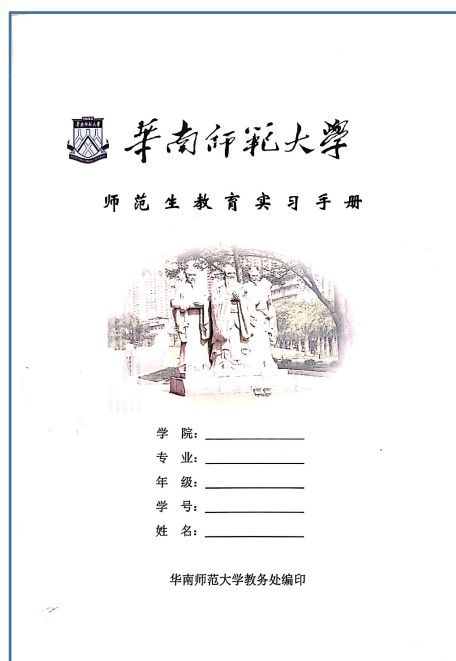 華南師範大學
师范生教育实习手册
学 院：
专 业：
年 级：
学 号：
姓 名：
华南师范大学教务处编印